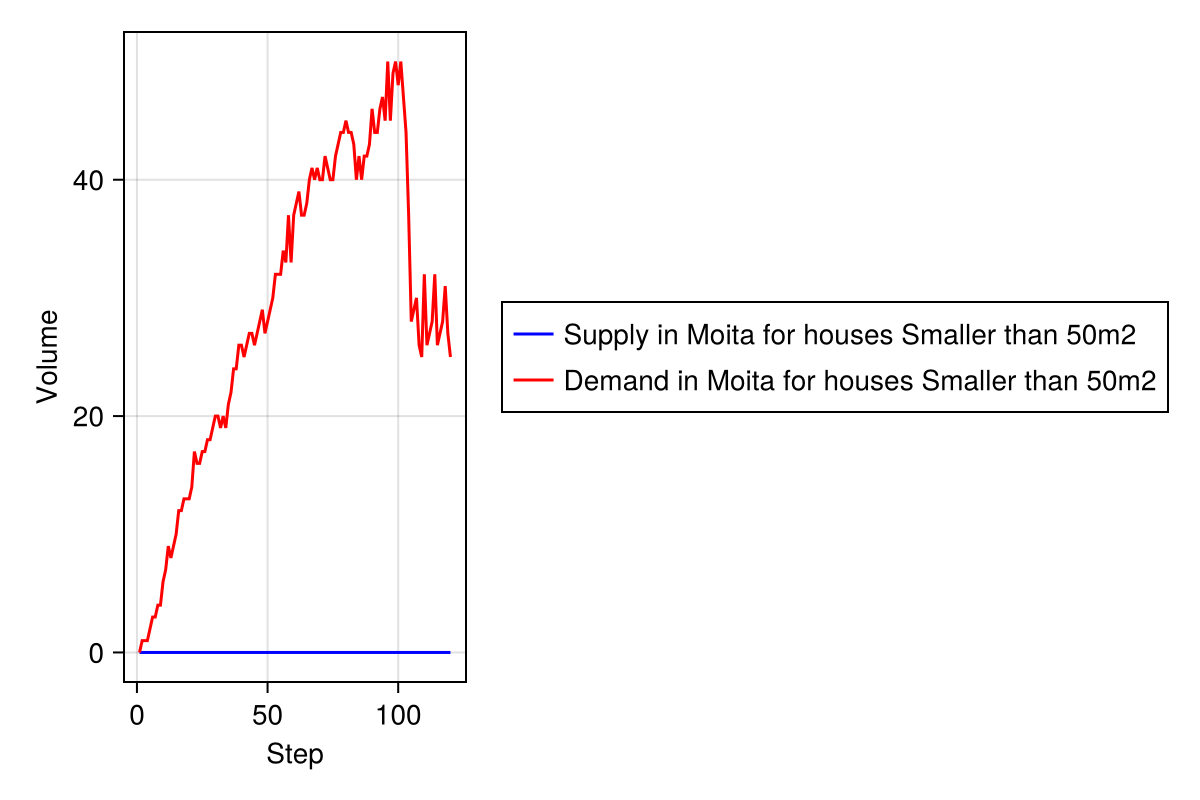 Volume
40
20
0
0 50 100
Step
Supply in Moita for houses Smaller than 50m2
Demand in Moita for houses Smaller than 50m2